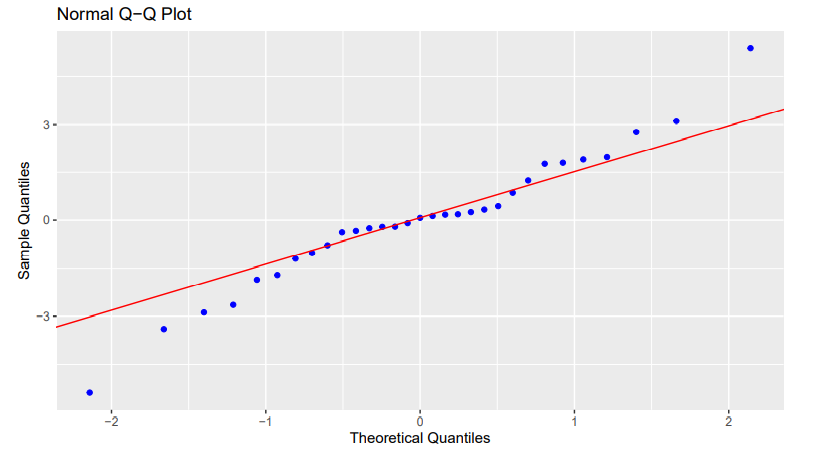 Normal Q−Q Plot
3
0
−3
Sample Quantiles
−2
−1
0
1
2
Theoretical Quantiles